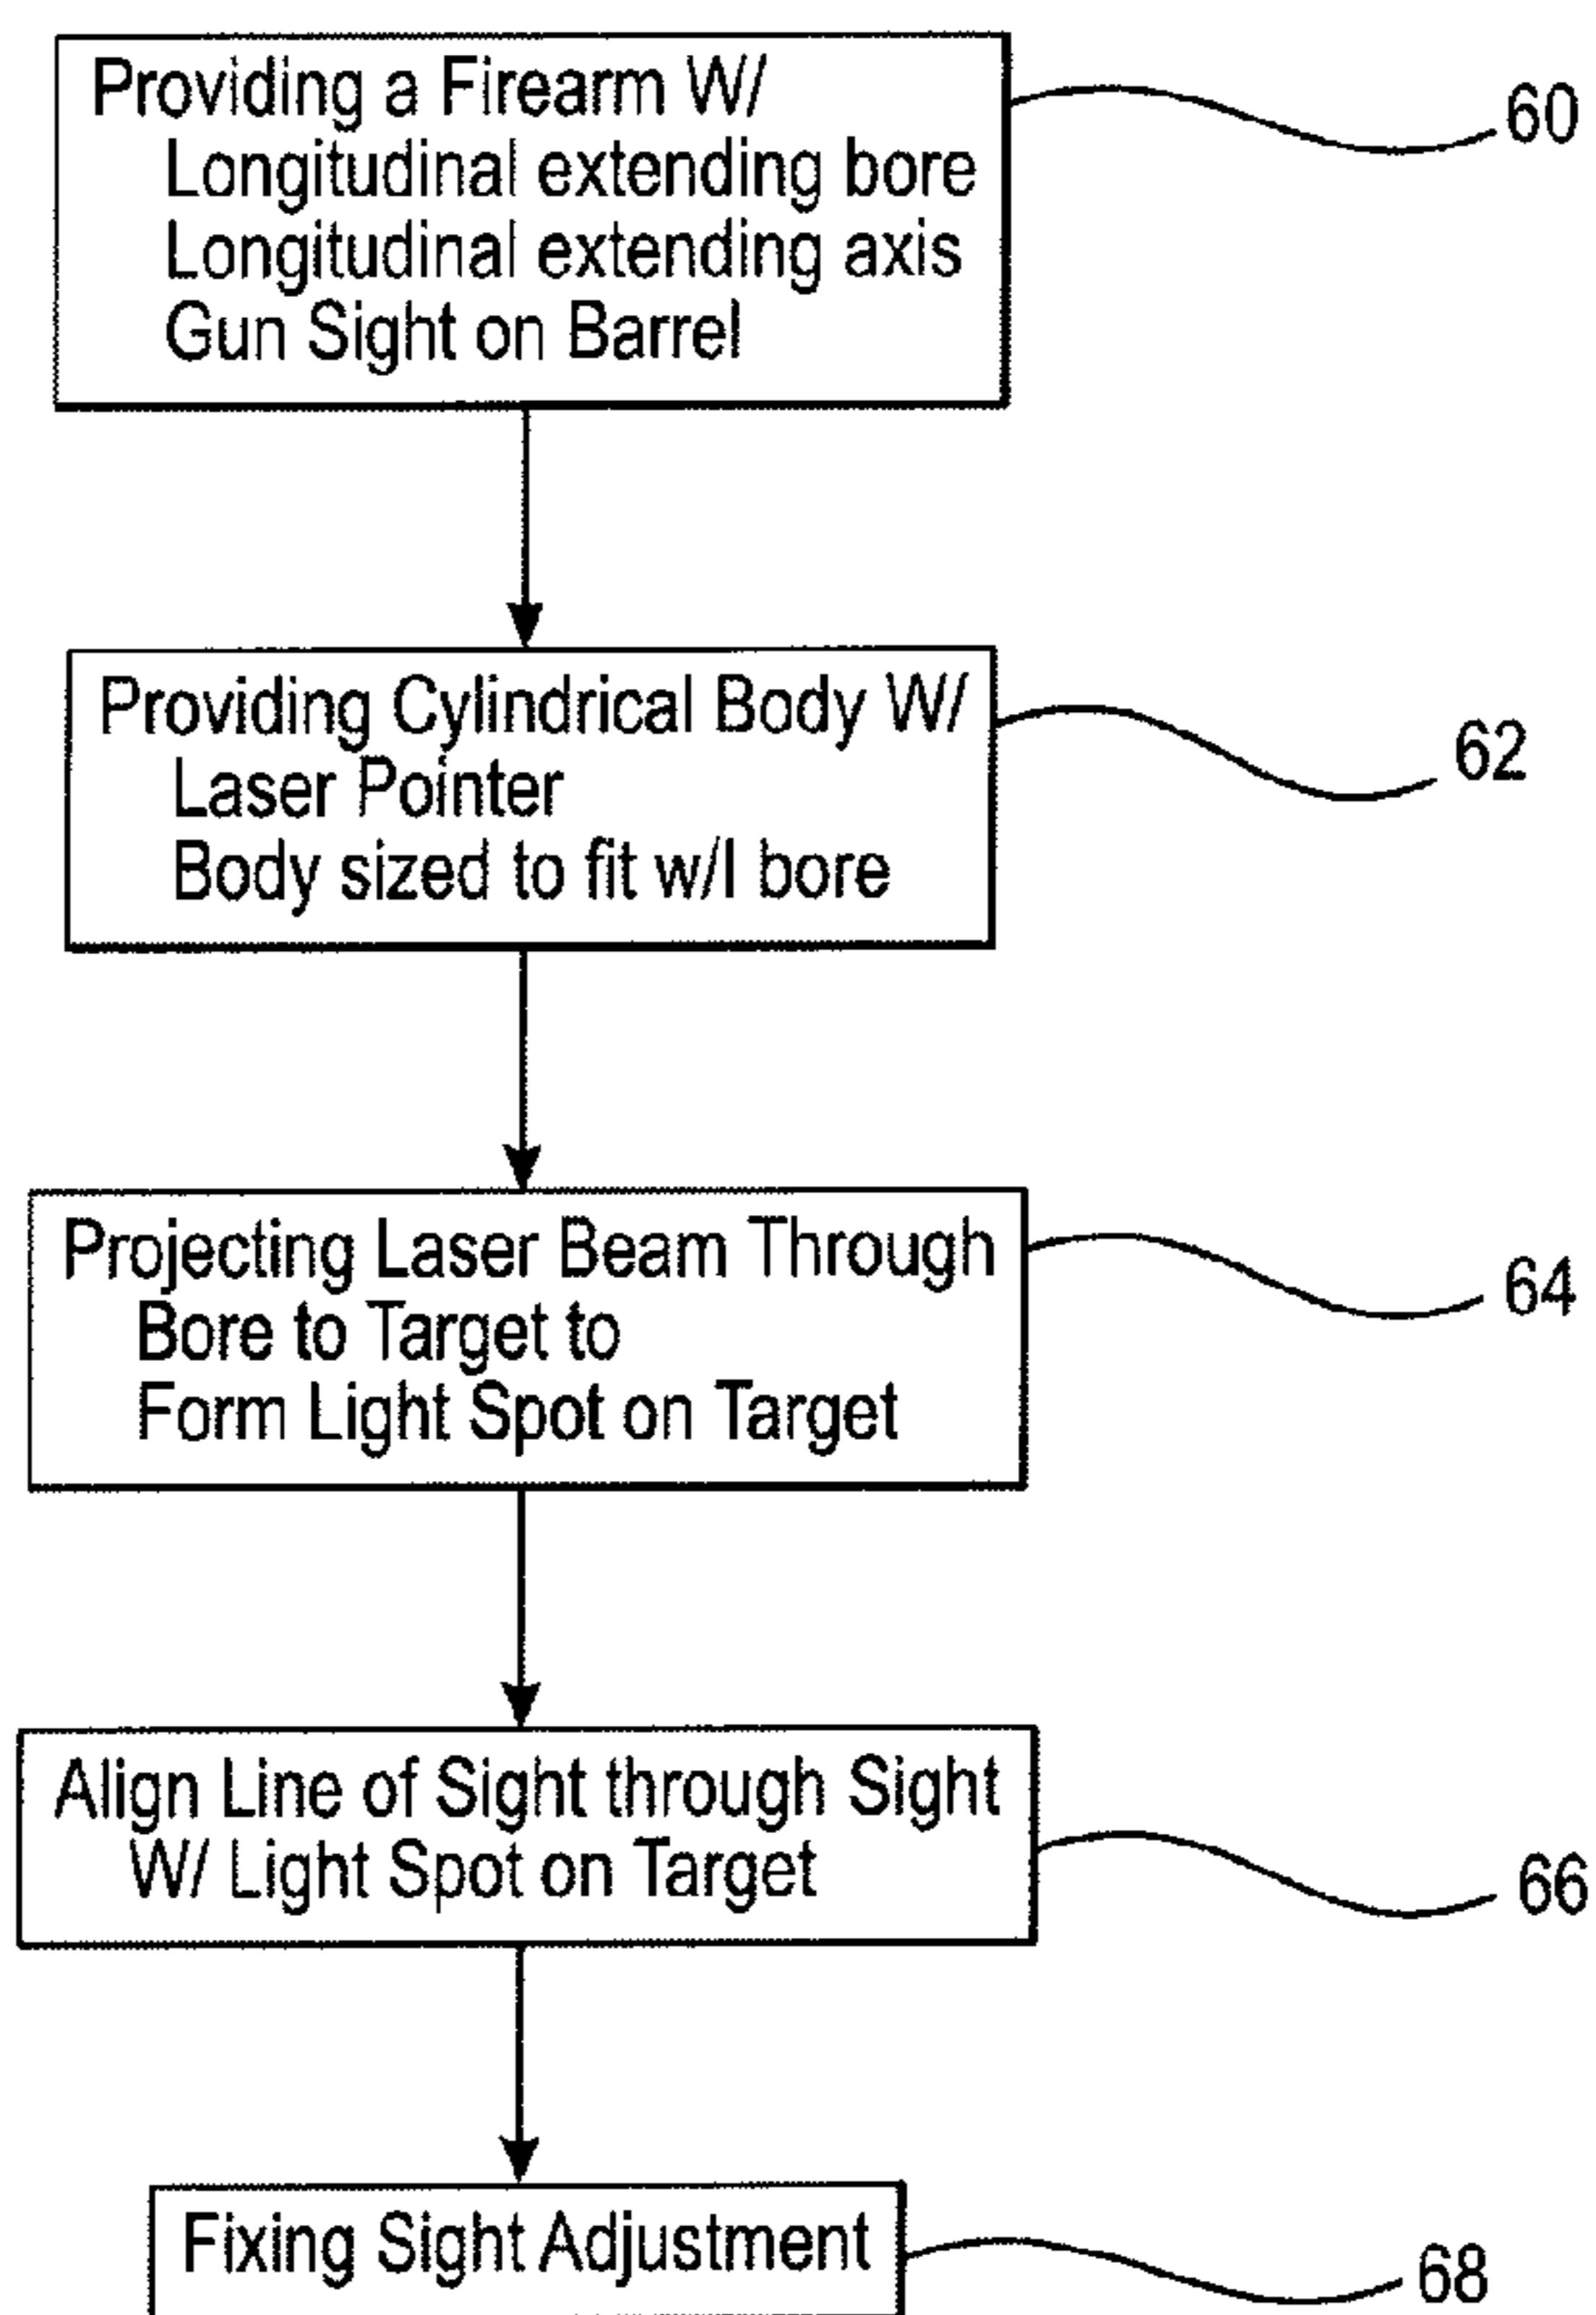 Providing a Firearm W/
Longitudinal extending bore
Longitudinal extending axis
Gun Sight on Barrel
60
Providing Cylindrical Body W/
Laser Pointer
Body sized to fit w/I bore
62
Projecting Laser Beam Through
Bore to Target to
Form Light Spot on Target
64
Align Line of Sight through Sight
W/ Light Spot on Target
66
Fixing Sight Adjustment
68